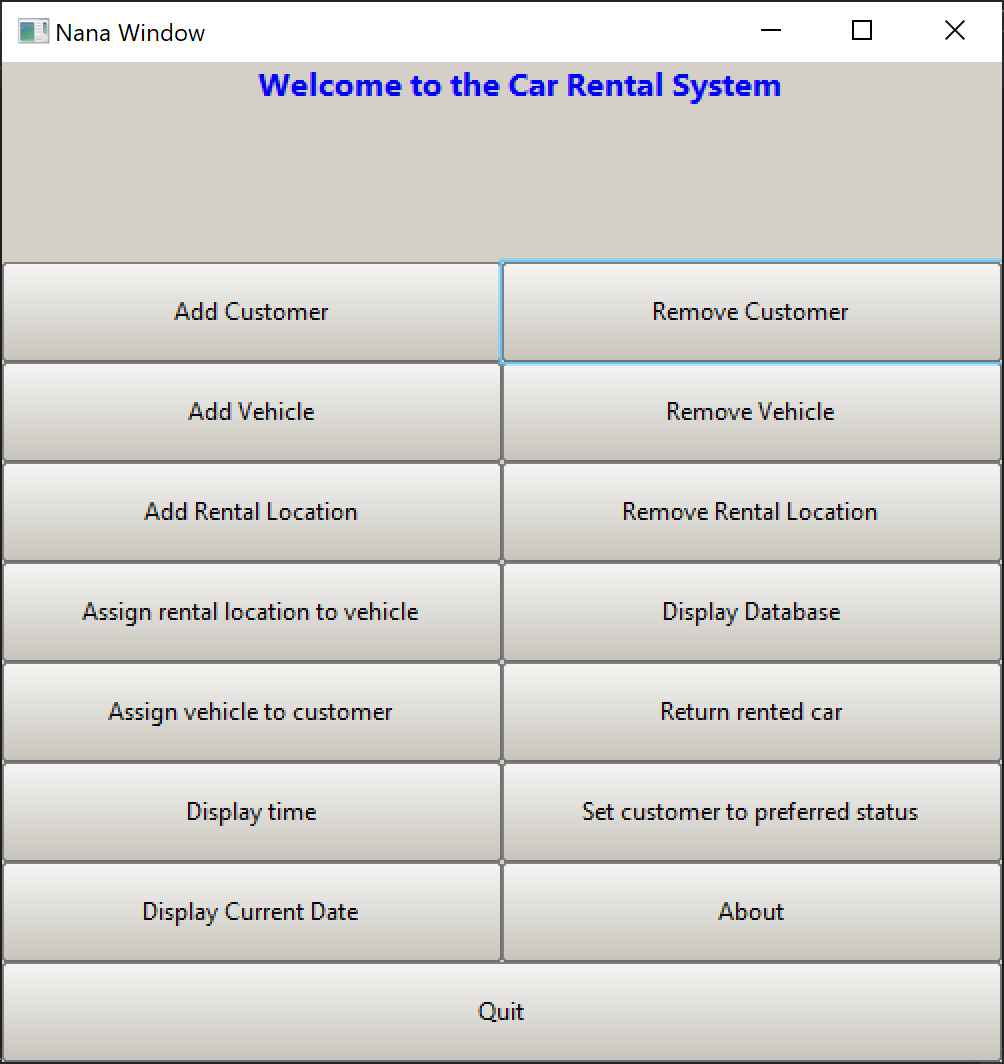 Nana Window
Welcome to the Car Rental System
Add Customer
Remove Customer
Add Vehicle
Remove Vehicle
Add Rental Location
Remove Rental Location
Assign rental location to vehicle
Display Database
Assign vehicle to customer
Return rented car
Display time
Set customer to preferred status
Display Current Date
About
Quit